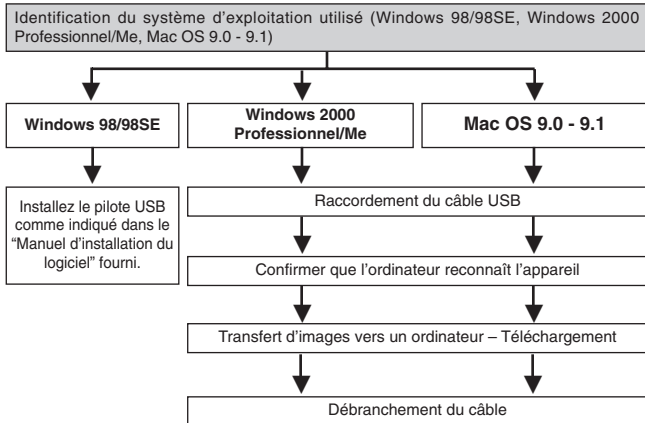 Identification du système d'exploitation utilisé (Windows 98/98SE, Windows 2000
Professionnel/Me, Mac OS 9.0 - 9.1)
Windows 98/98SE
Windows 2000
Professionnel/Me
Mac OS 9.0 - 9.1
Installez le pilote USB
comme indiqué dans le
“Manuel d'installation du
logiciel” fourni.
Raccordement du câble USB
Confirmer que l'ordinateur reconnaît l'appareil
Transfert d'images vers un ordinateur – Téléchargement
Débranchement du câble